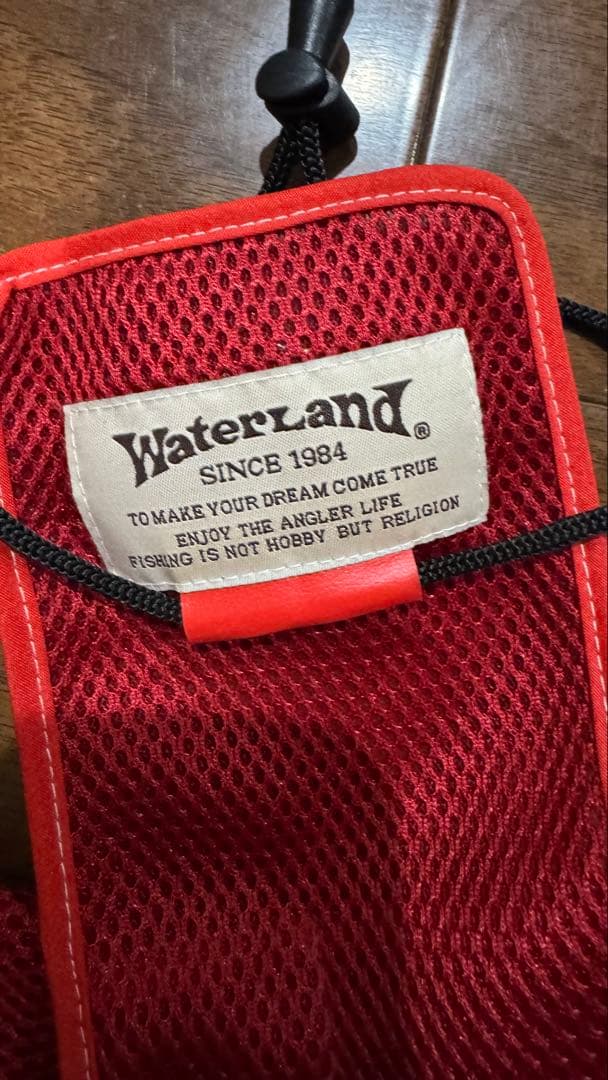 WaterLand®
SINCE 1984
TO MAKE YOUR DREAM COME TRUE
ENJOY THE ANGLER LIFE
FISHING IS NOT HOBBY BUT RELIGION